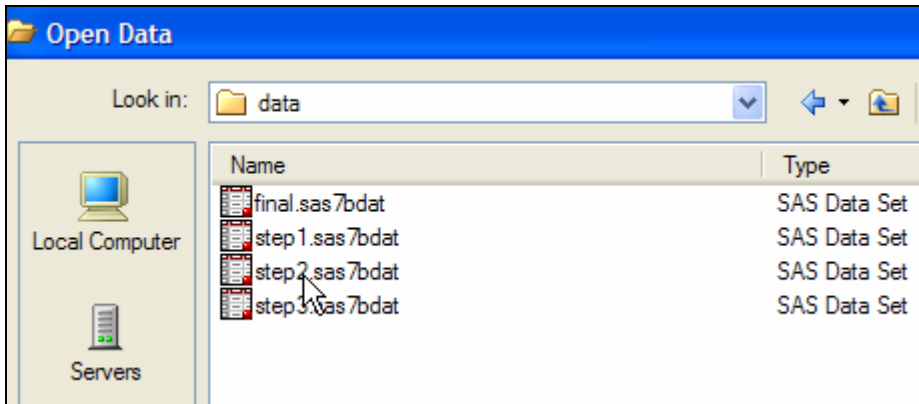 Open Data
Look in: data
Name Type
final.sas7bdat SAS Data Set
step1.sas7bdat SAS Data Set
step2.sas7bdat SAS Data Set
step3.sas7bdat SAS Data Set
Local Computer
Servers